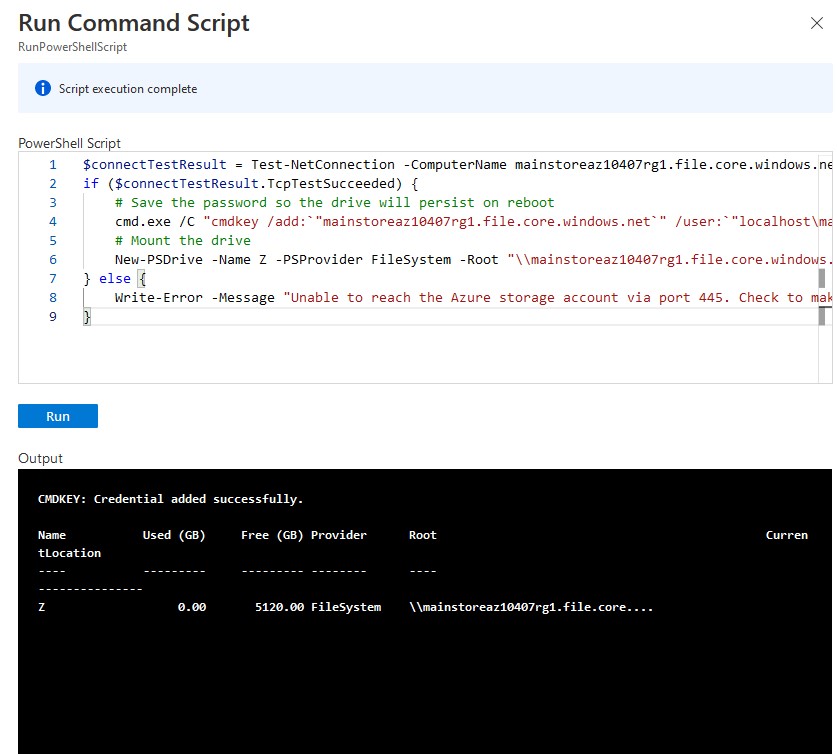 Run Command Script
RunPowerShellScript
Script execution complete
PowerShell Script
1 $connectTestResult = Test-NetConnection -ComputerName mainstoreaz10407rg1.file.core.windows.ne
2 if ($connectTestResult.TcpTestSucceeded) {
3 # Save the password so the drive will persist on reboot
4 cmd.exe /C "cmdkey /add:`"mainstoreaz10407rg1.file.core.windows.net`" /user:`"localhost\ma
5 # Mount the drive
6 New-PSDrive -Name Z -PSProvider FileSystem -Root "\\mainstoreaz10407rg1.file.core.windows.
7 } else {
8 Write-Error -Message "Unable to reach the Azure storage account via port 445. Check to mak
9 }
Run
Output
CMDKEY: Credential added successfully.
Name Used (GB) Free (GB) Provider Root Curren
tLocation
---- --------- --------- -------- ----
---------------
Z 0.00 5120.00 FileSystem \\mainstoreaz10407rg1.file.core....